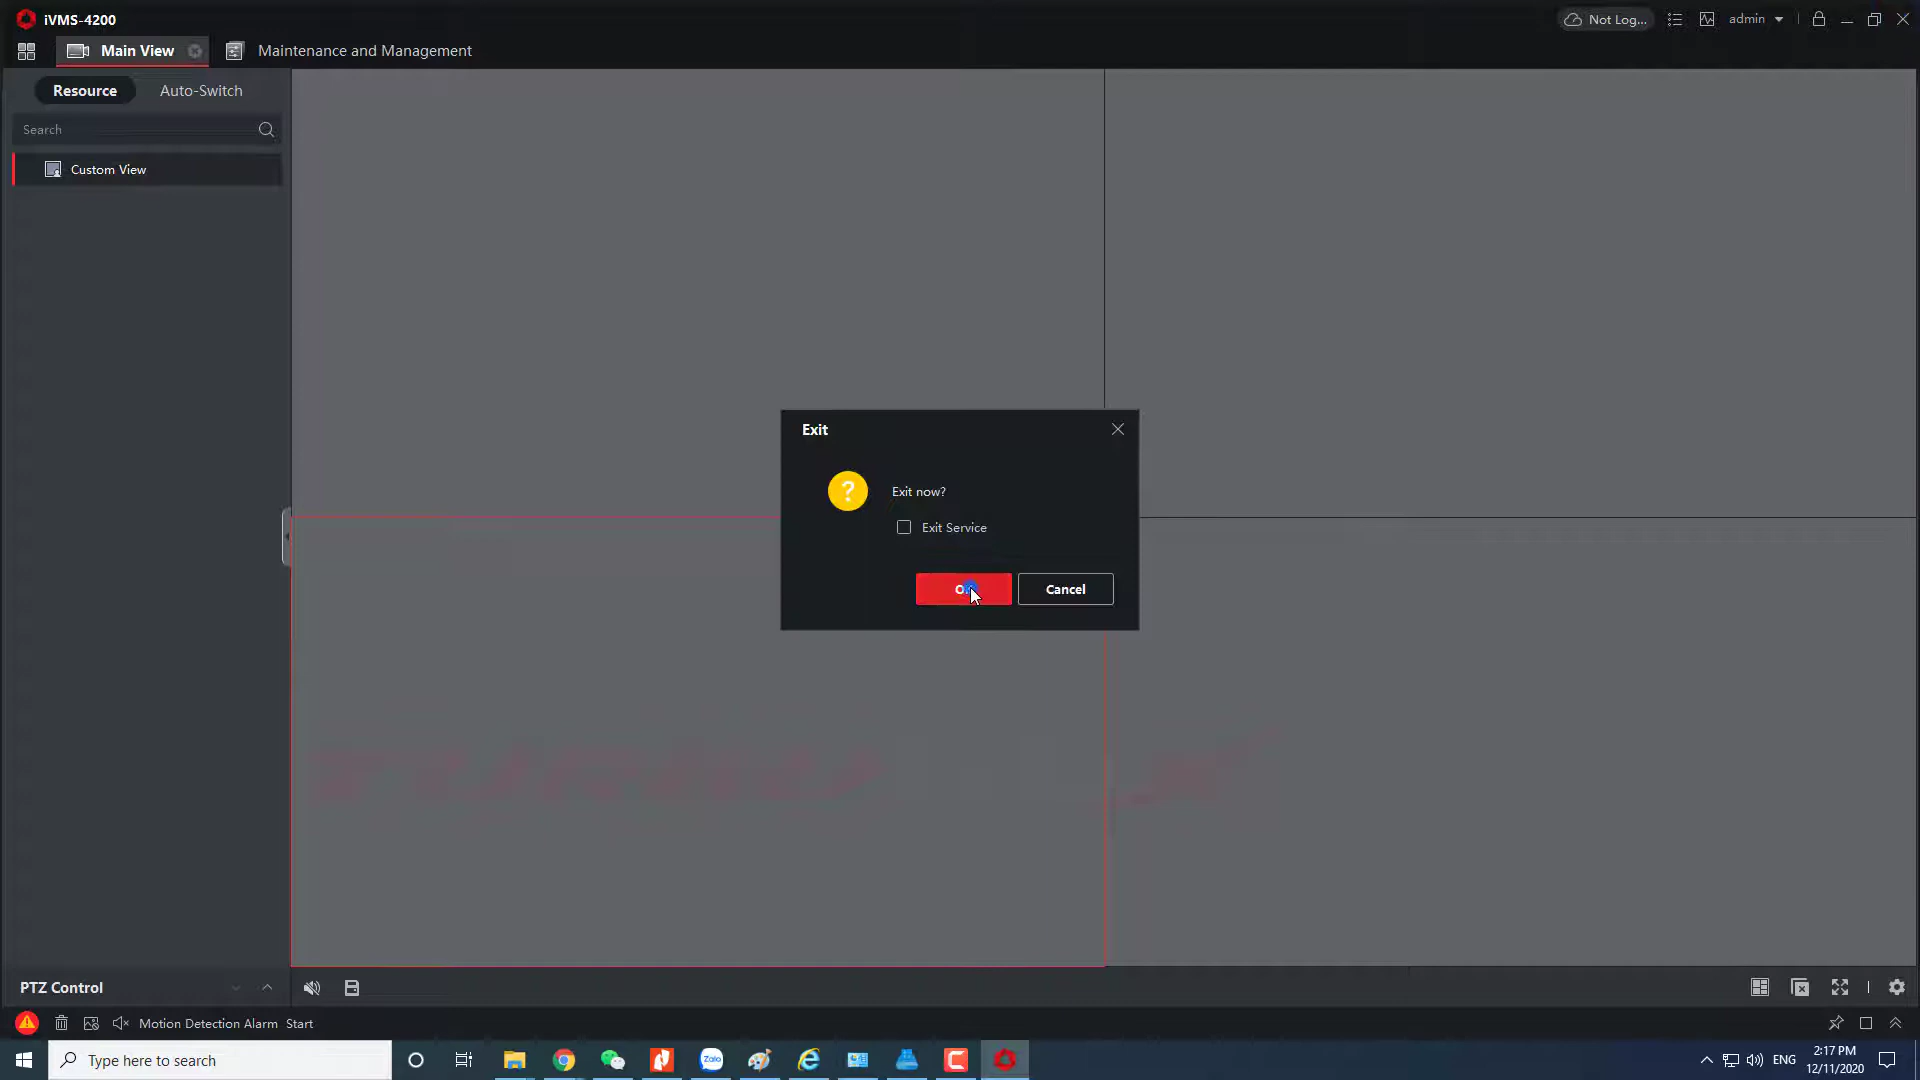 iVMS-4200
Not Log...
admin
Main View
Maintenance and Management
Resource
Auto-Switch
Search
Custom View
Exit
Exit now?
Exit Service
Cancel
PTZ Control
Motion Detection Alarm Start
Type here to search
Zalo
ENG
2:17 PM
12/11/2020